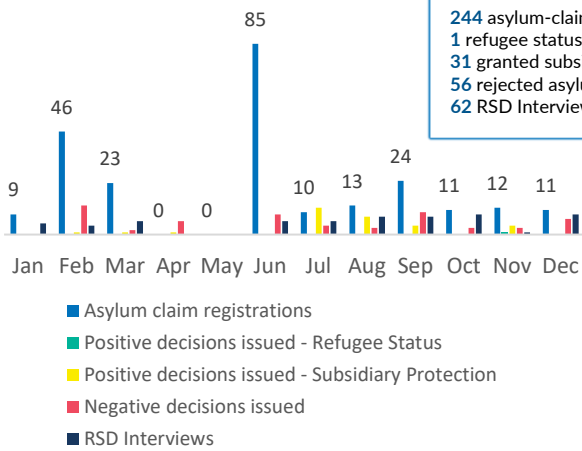 244 asylum-claim
1 refugee status
31 granted subs
56 rejected asylu
62 RSD Interview
85
46
23
9
0
0
10
13
24
11
12
11
Jan Feb Mar Apr May Jun Jul Aug Sep Oct Nov Dec
Asylum claim registrations
Positive decisions issued - Refugee Status
Positive decisions issued - Subsidiary Protection
Negative decisions issued
RSD Interviews